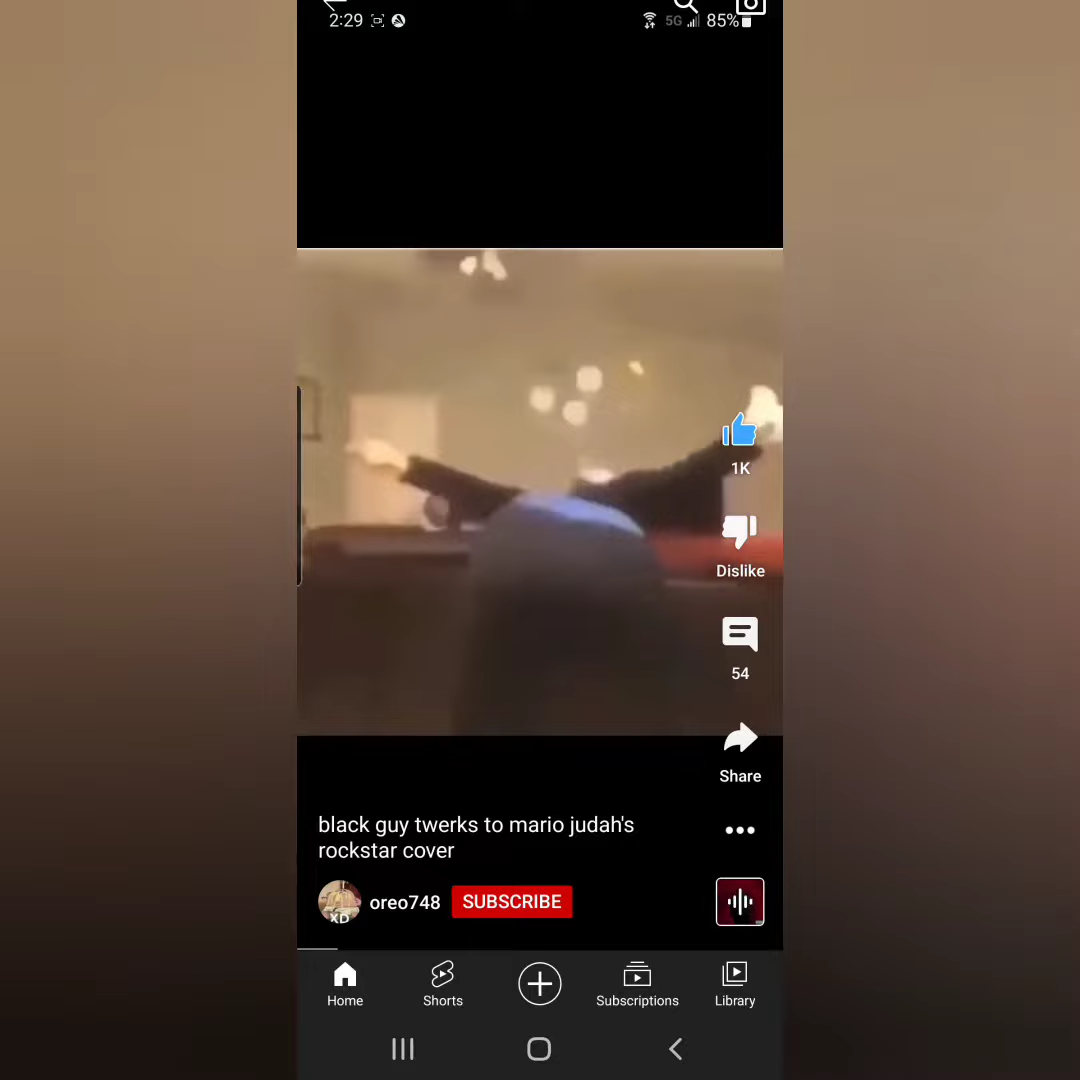 2:29 5G 85%
1K
Dislike
54
Share
black guy twerks to mario judah's
rockstar cover
XD
oreo748 SUBSCRIBE
Home Shorts Subscriptions Library